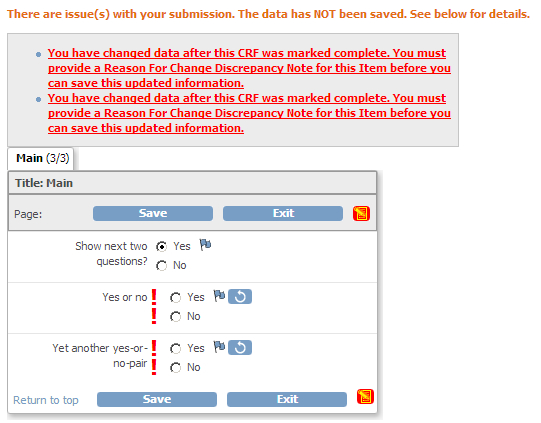 There are issue(s) with your submission. The data has NOT been saved. See below for details.
You have changed data after this CRF was marked complete. You must
provide a Reason For Change Discrepancy Note for this Item before you
can save this updated information.
You have changed data after this CRF was marked complete. You must
provide a Reason For Change Discrepancy Note for this Item before you
can save this updated information.
Main (3/3)
Title: Main
Page: Save Exit
Show next two Yes
questions? No
Yes or no ! Yes
! No
Yet another yes-or- ! Yes
no-pair ! No
Return to top Save Exit